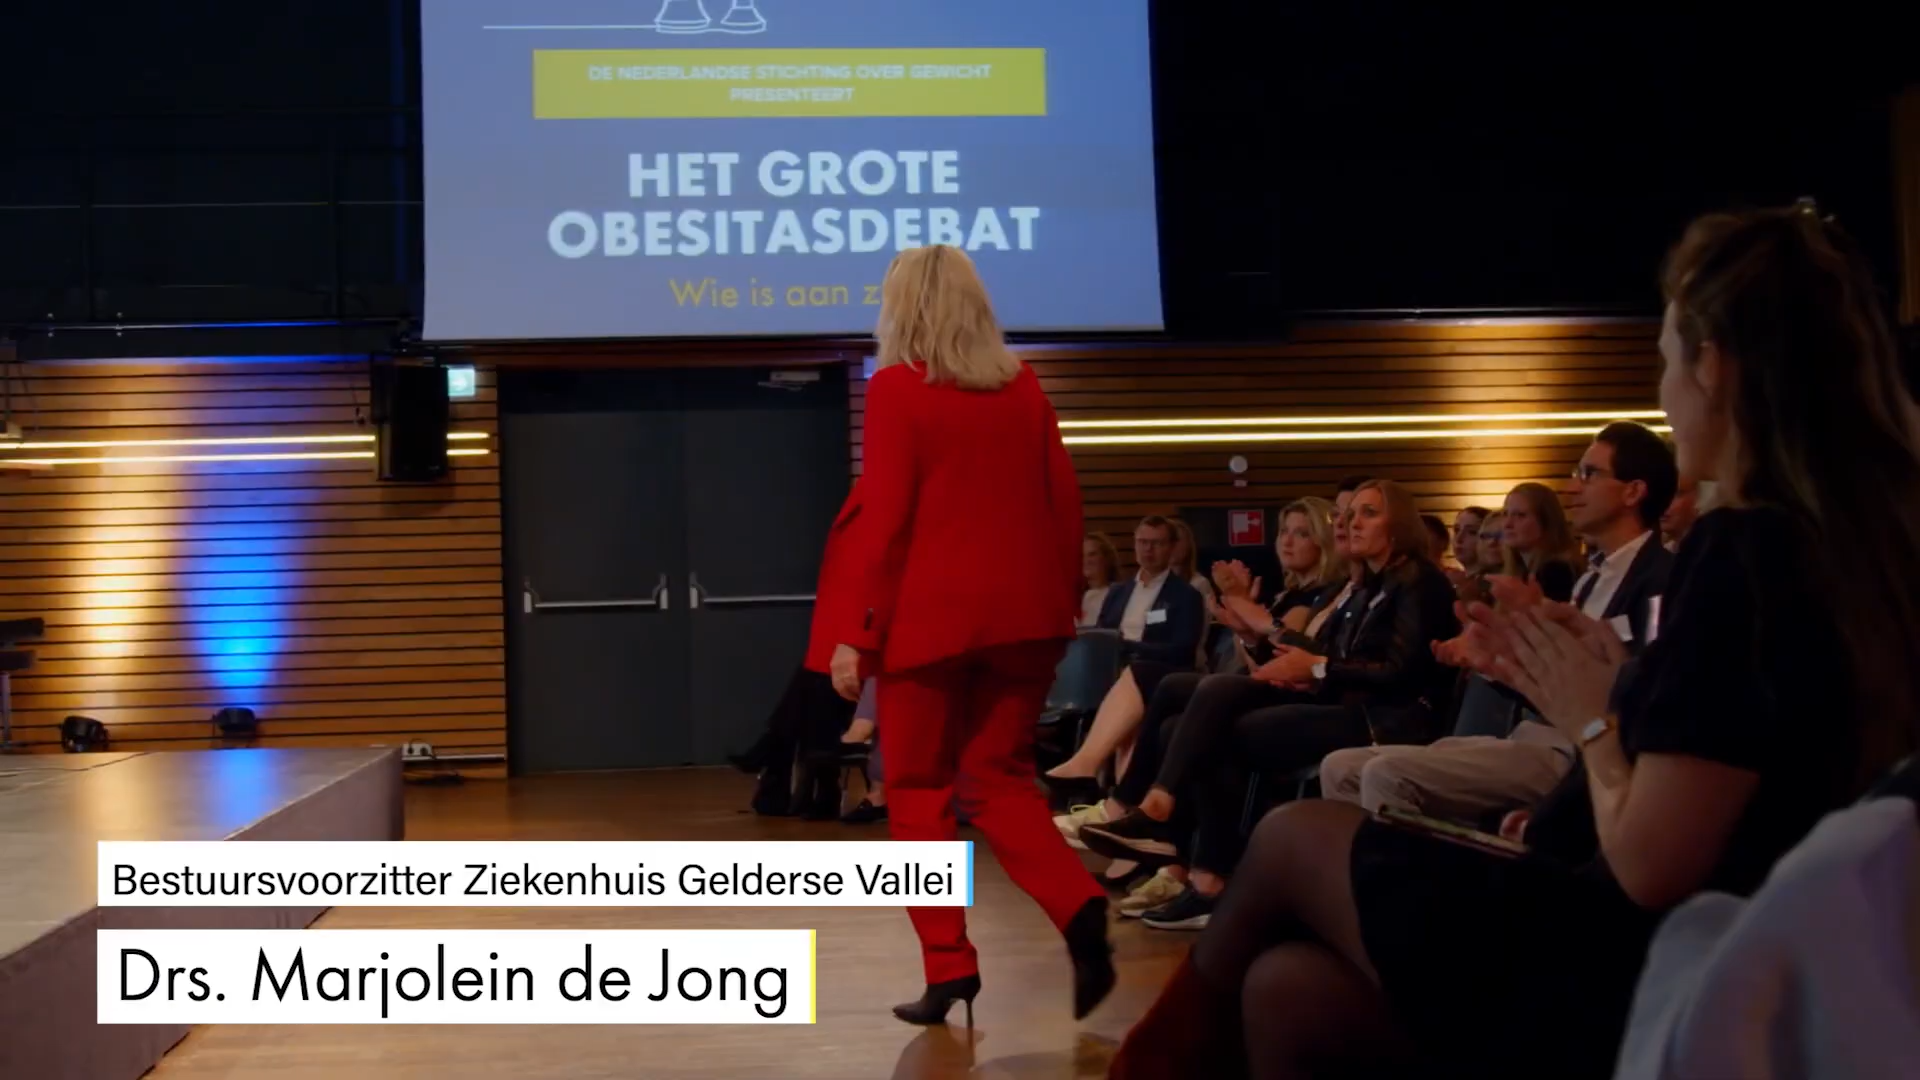 DE NEDERLANDSE STICHTING OVER GEWICHT
PRESENTEERT
HET GROTE
OBESITASDEBAT
Wie is aan
Bestuursvoorzitter Ziekenhuis Gelderse Vallei
Drs. Marjolein de Jong